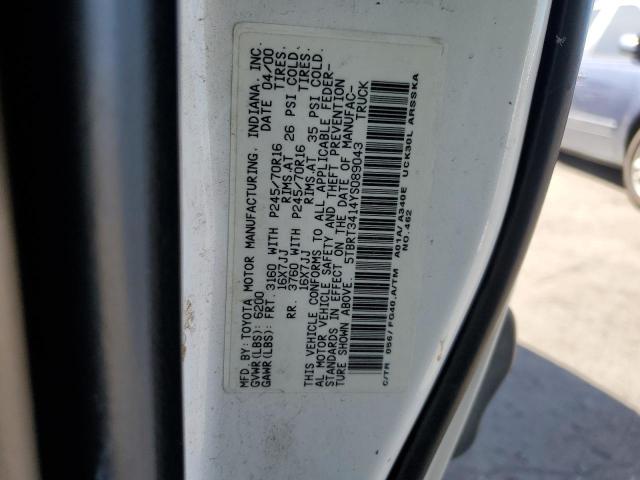 MFD. BY: TOYOTA MOTOR MANUFACTURING, INDIANA, INC.
GVWR(LBS): 6200 DATE 04/00
GAWR(LBS): FRT. 3160 WITH P245/70R16 TIRES.
16X7JJ RIMS.AT 26 PSI COLD.
RR. 3760 WITH P245/70R16 TIRES.
16X7JJ RIMS.AT 35 PSI COLD.
THIS VEHICLE CONFORMS TO ALL APPLICABLE FEDER-
AL MOTOR VEHICLE SAFETY AND THEFT PREVENTION
STANDARDS IN EFFECT ON THE DATE OF MANUFAC-
TURE SHOWN ABOVE. 5TBRT3414YS089043 TRUCK
C/TR 056/FG40.A/TM A01A/A340E UCK30L ARSSKA
NO.462